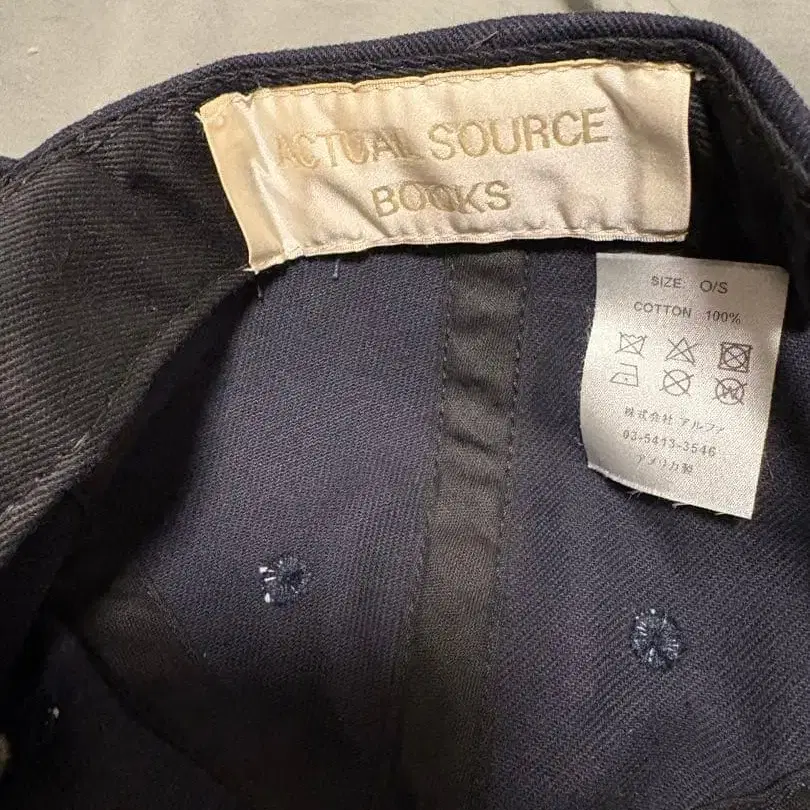 ACTUAL SOURCE
BOOKS
SIZE: O/S
COTTON 100%
株式会社 アルファ
03-5413-3546
アメリカ製